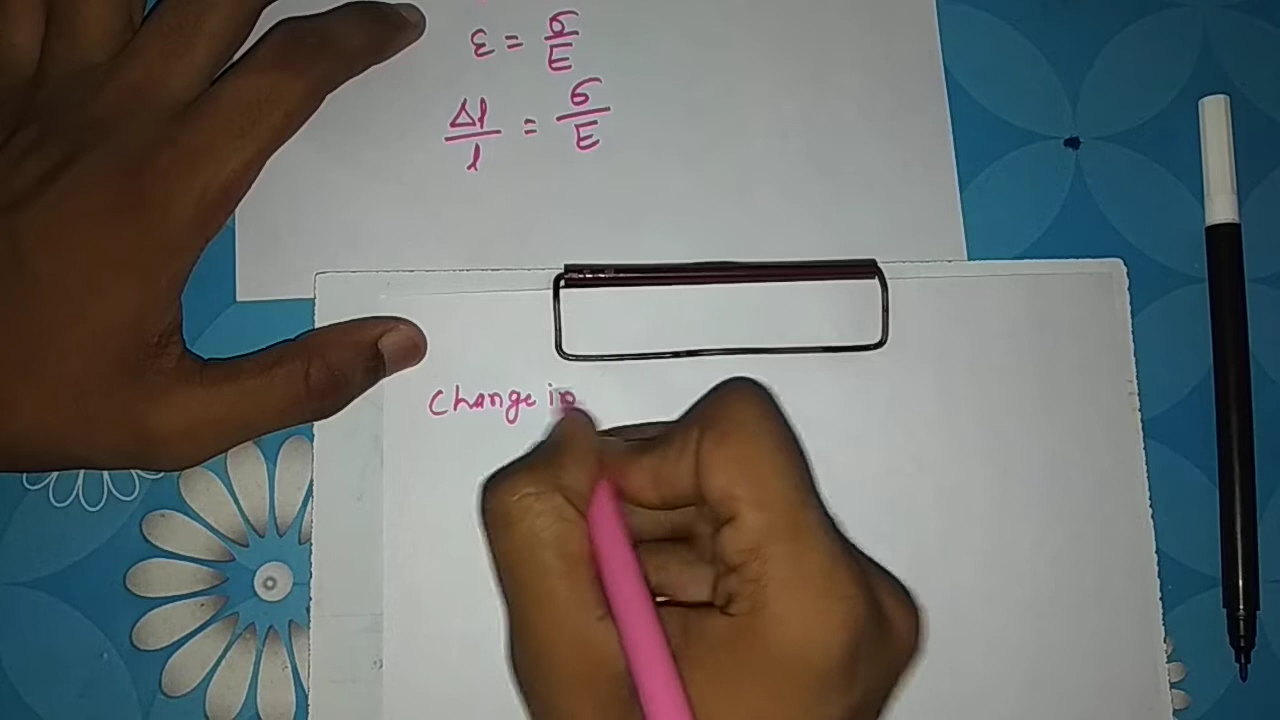 ε = σ/E
Δl/l = σ/E
Change in